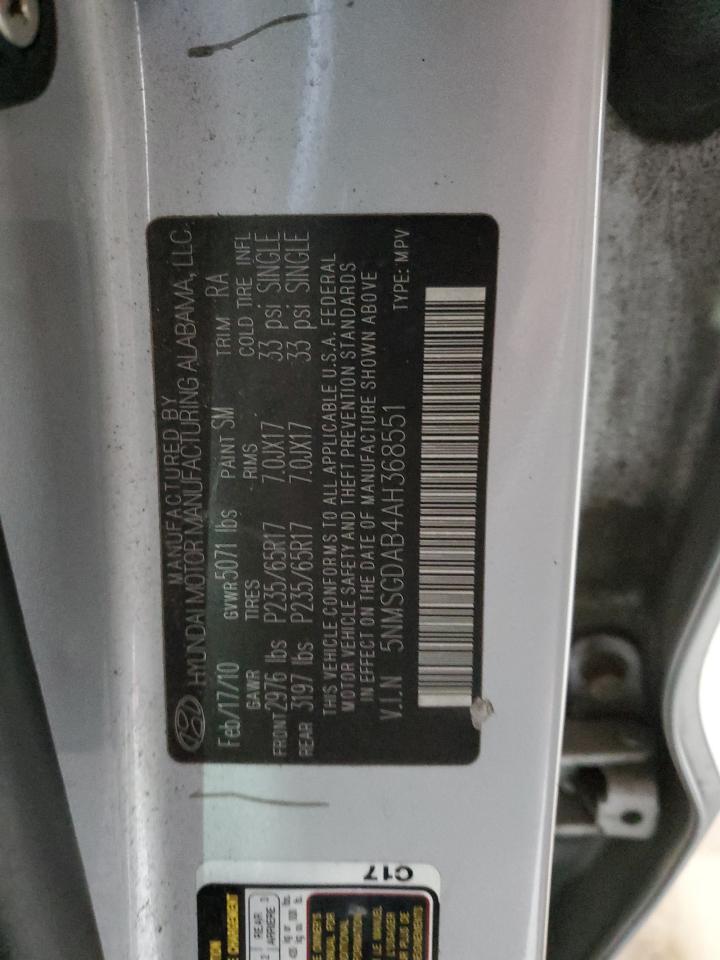 MANUFACTURED BY
HYUNDAI MOTOR MANUFACTURING ALABAMA, LLC.
Feb/17/10 GVWR 5071 lbs PAINT SM TRIM RA
GAWR TIRES RIMS COLD TIRE INFL
FRONT 2976 lbs P235/65R17 7.0JX17 33 psi SINGLE
REAR 3197 lbs P235/65R17 7.0JX17 33 psi SINGLE
THIS VEHICLE CONFORMS TO ALL APPLICABLE U.S.A. FEDERAL
MOTOR VEHICLE SAFETY AND THEFT PREVENTION STANDARDS
IN EFFECT ON THE DATE OF MANUFACTURE SHOWN ABOVE
V.I.N 5NMSGDAB4AH368551 TYPE: MPV
C17
REAR
ARRIERE